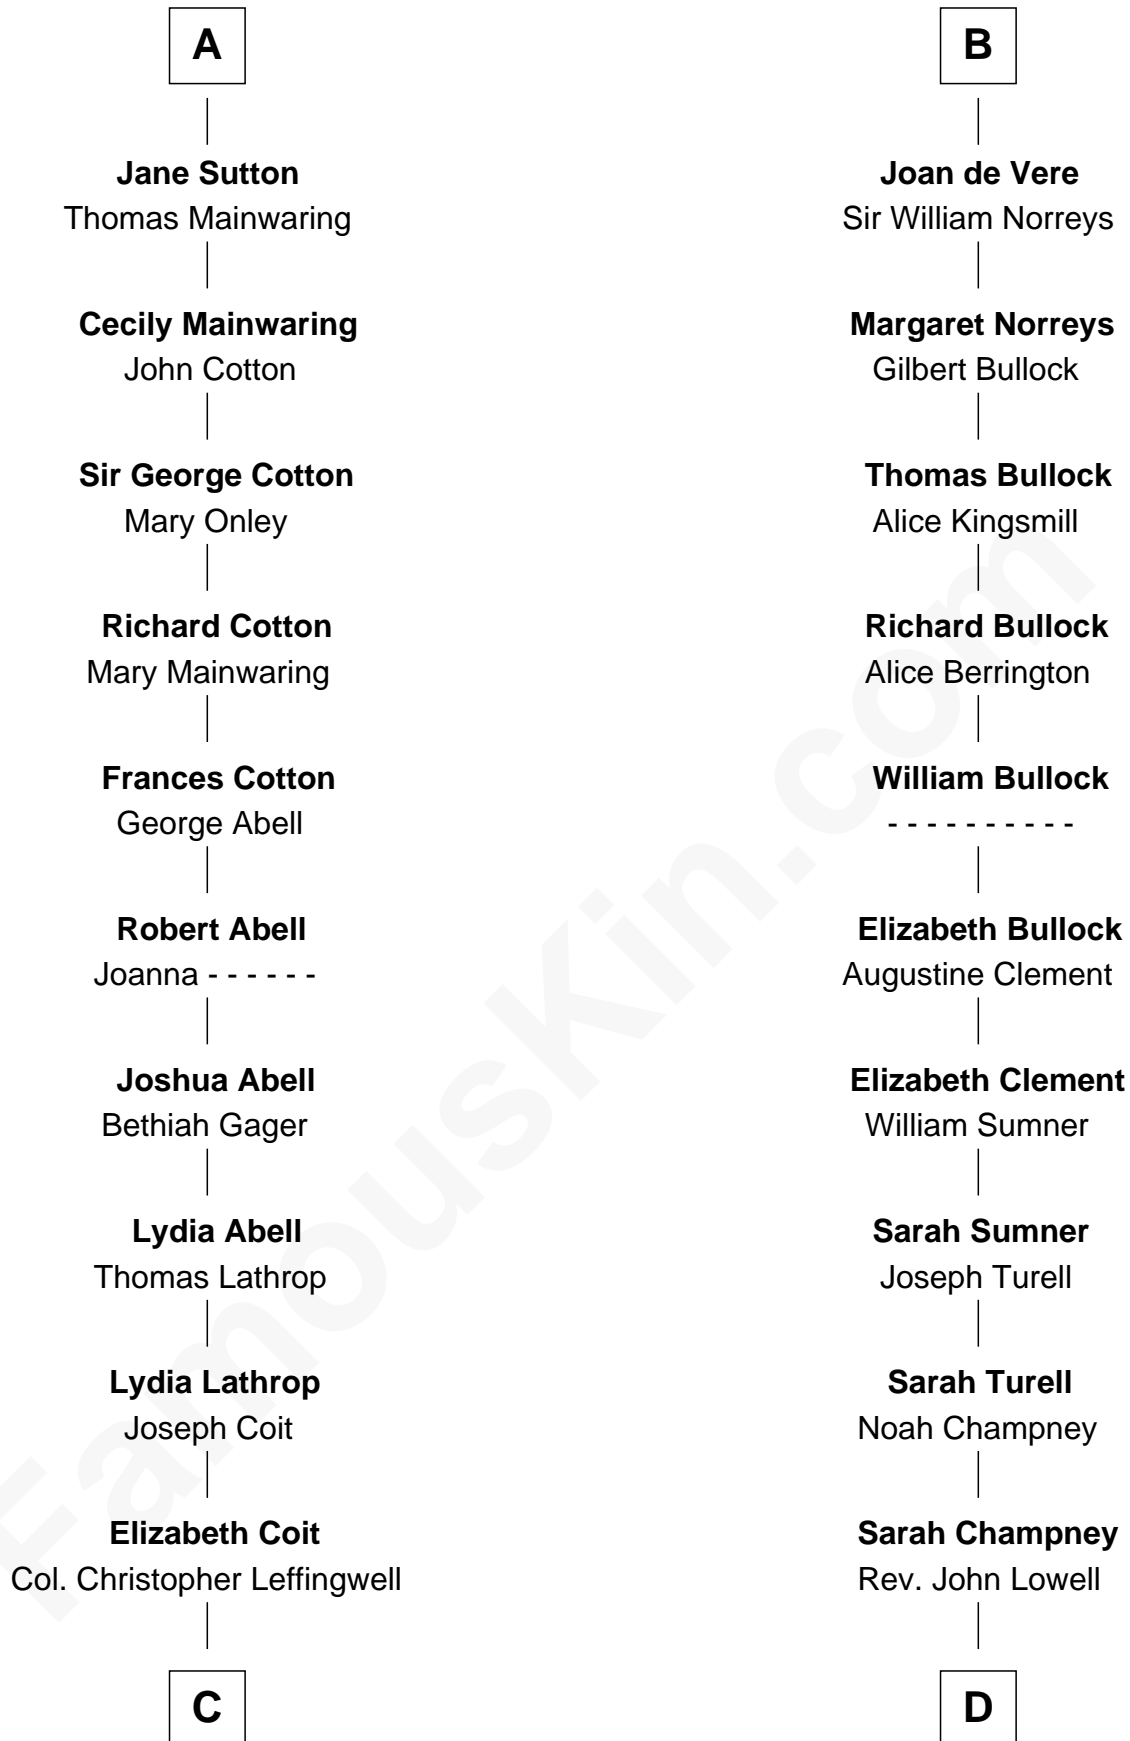 A
Jane Sutton
Thomas Mainwaring
Cecily Mainwaring
John Cotton
Sir George Cotton
Mary Onley
Richard Cotton
Mary Mainwaring
Frances Cotton
George Abell
Robert Abell
Joanna - - - - - -
Joshua Abell
Bethiah Gager
Lydia Abell
Thomas Lathrop
Lydia Lathrop
Joseph Coit
Elizabeth Coit
Col. Christopher Leffingwell
C
B
Joan de Vere
Sir William Norreys
Margaret Norreys
Gilbert Bullock
Thomas Bullock
Alice Kingsmill
Richard Bullock
Alice Berrington
William Bullock
- - - - - - - - - -
Elizabeth Bullock
Augustine Clement
Elizabeth Clement
William Sumner
Sarah Sumner
Joseph Turell
Sarah Turell
Noah Champney
Sarah Champney
Rev. John Lowell
D
FamousKin.com